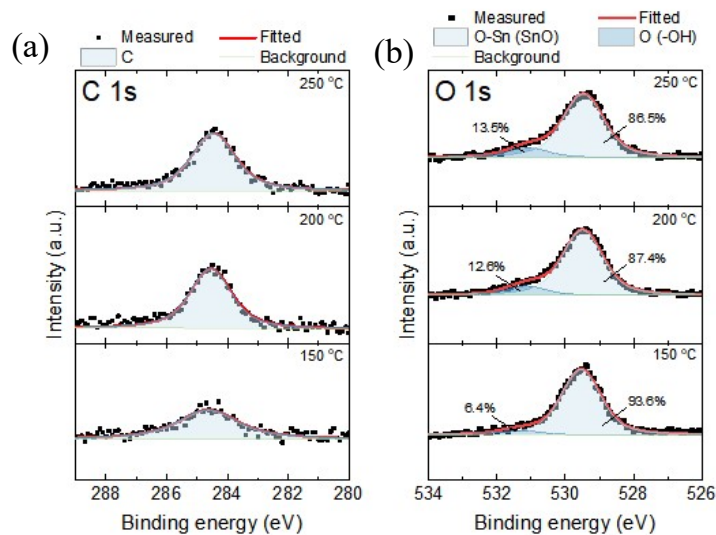 (a)
Measured
Fitted
C
Background
C 1s
250 °C
200 °C
150 °C
Intensity (a.u.)
288 286 284 282 280
Binding energy (eV)
(b)
Measured
Fitted
O-Sn (SnO)
O (-OH)
Background
O 1s
250 °C
13.5%
86.5%
200 °C
12.6%
87.4%
150 °C
6.4%
93.6%
Intensity (a.u.)
534 532 530 528 526
Binding energy (eV)